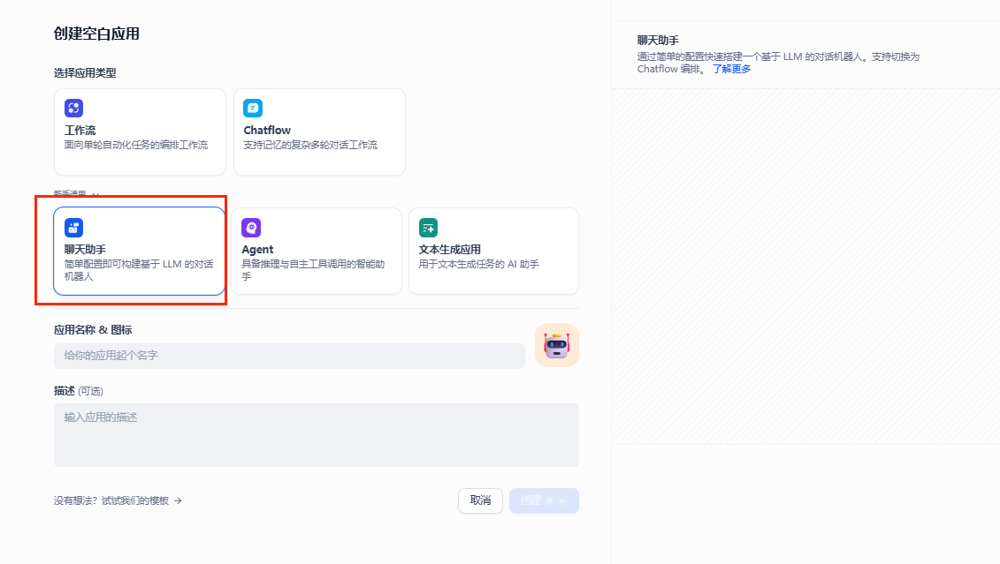 创建空白应用
选择应用类型
工作流
面向单轮自动化任务的编排工作流
Chatflow
支持记忆的复杂多轮对话工作流
新手适用
聊天助手
简单配置即可构建基于 LLM 的对话
机器人
Agent
具备推理与自主工具调用的智能助
手
文本生成应用
用于文本生成任务的 AI 助手
应用名称 & 图标
给你的应用起个名字
描述 (可选)
输入应用的描述
没有想法？试试我们的模板 →
取消
创建 ⌘ ↵
聊天助手
通过简单的配置快速搭建一个基于 LLM 的对话机器人。支持切换为
Chatflow 编排。 了解更多